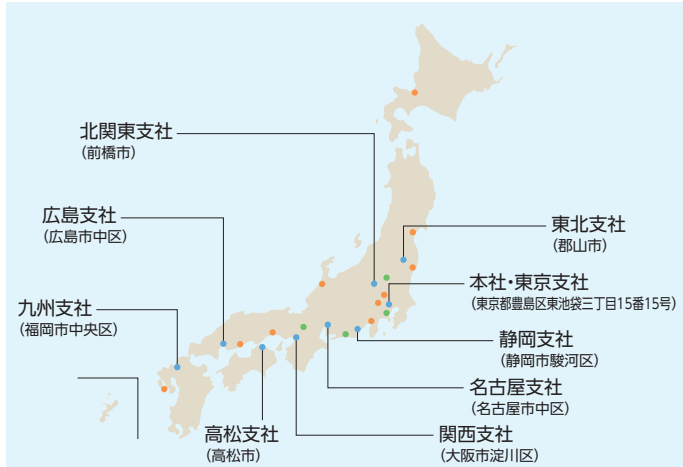 北関東支社
(前橋市)
広島支社
(広島市中区)
九州支社
(福岡市中央区)
東北支社
(郡山市)
本社・東京支社
(東京都豊島区東池袋三丁目15番15号)
静岡支社
(静岡市駿河区)
名古屋支社
(名古屋市中区)
高松支社
(高松市)
関西支社
(大阪市淀川区)